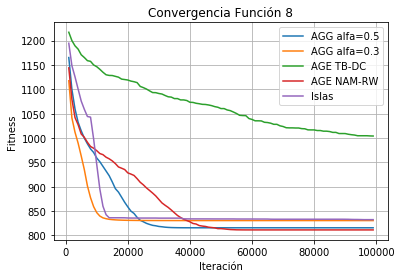 Convergencia Función 8
Fitness
1200
1150
1100
1050
1000
950
900
850
800
AGG alfa=0.5
AGG alfa=0.3
AGE TB-DC
AGE NAM-RW
Islas
0 20000 40000 60000 80000 100000
Iteración